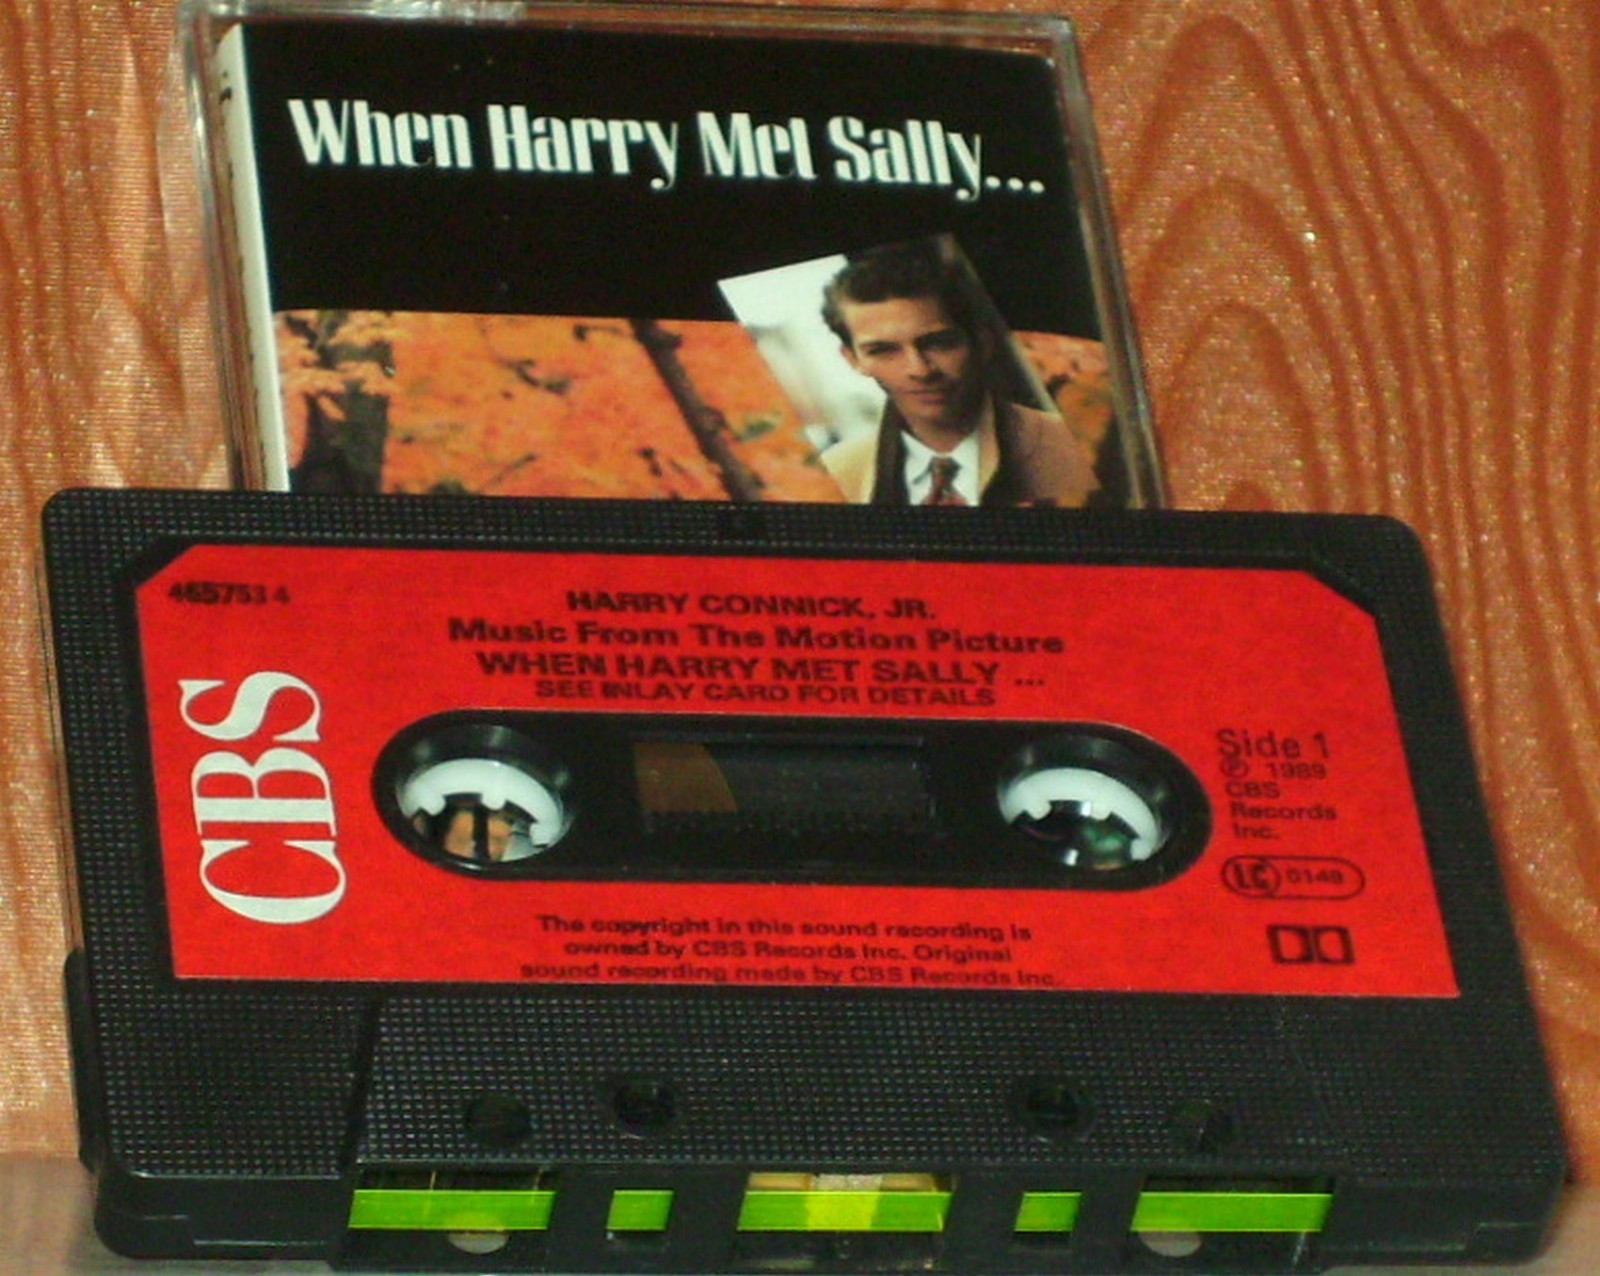 When Harry Met Sally...
465753 4
HARRY CONNICK, JR.
Music From The Motion Picture
WHEN HARRY MET SALLY ...
SEE INLAY CARD FOR DETAILS
CBS
Side 1
℗ 1989
CBS
Records
Inc.
LC 0149
The copyright in this sound recording is
owned by CBS Records Inc. Original
sound recording made by CBS Records Inc.